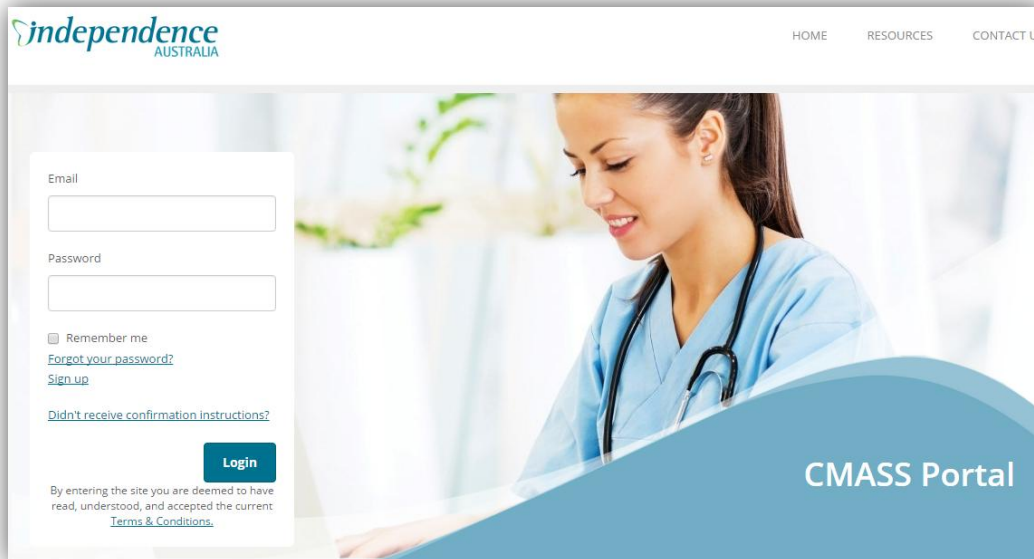 independence
AUSTRALIA
HOME RESOURCES CONTACT U
Email
Password
Remember me
Forgot your password?
Sign up
Didn't receive confirmation instructions?
Login
By entering the site you are deemed to have
read, understood, and accepted the current
Terms & Conditions.
CMASS Portal